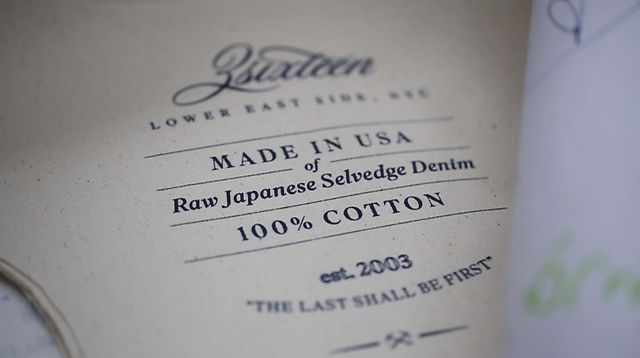 3sixteen
LOWER EAST SIDE, NYC
MADE IN USA
of
Raw Japanese Selvedge Denim
100% COTTON
est. 2003
"THE LAST SHALL BE FIRST"